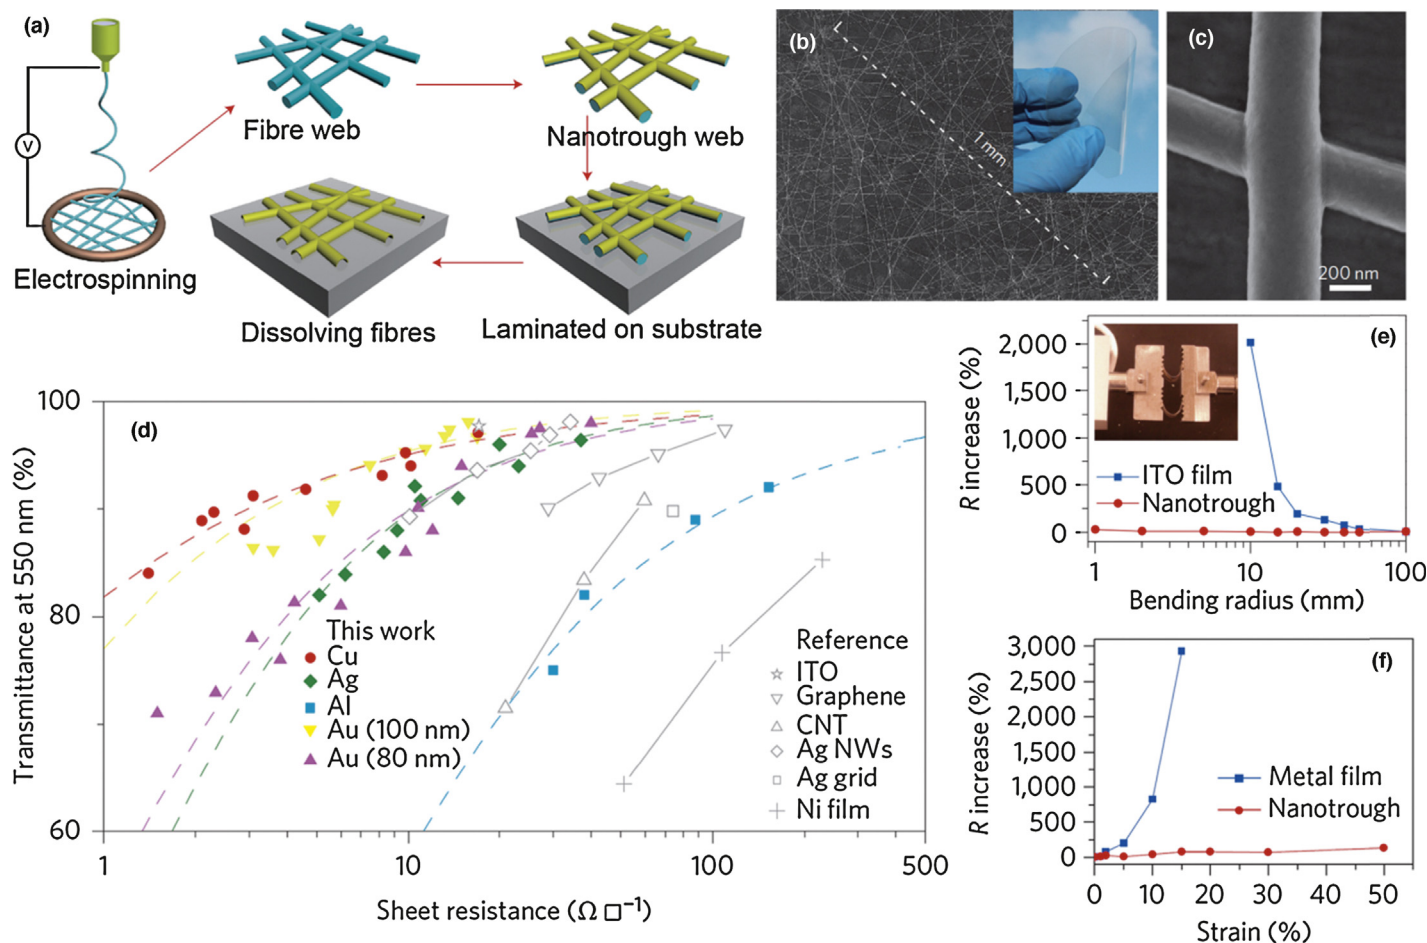 (a)
V
Electrospinning
Fibre web
Nanotrough web
Laminated on substrate
Dissolving fibres
(b)
1 mm
(c)
200 nm
(d)
Transmittance at 550 nm (%)
100
80
60
1
10
100
500
Sheet resistance (Ω □⁻¹)
This work
Cu
Ag
Al
Au (100 nm)
Au (80 nm)
Reference
ITO
Graphene
CNT
Ag NWs
Ag grid
Ni film
(e)
R increase (%)
2,000
1,500
1,000
500
0
ITO film
Nanotrough
1
10
100
Bending radius (mm)
(f)
R increase (%)
3,000
2,500
2,000
1,500
1,000
500
0
Metal film
Nanotrough
0
10
20
30
40
50
Strain (%)